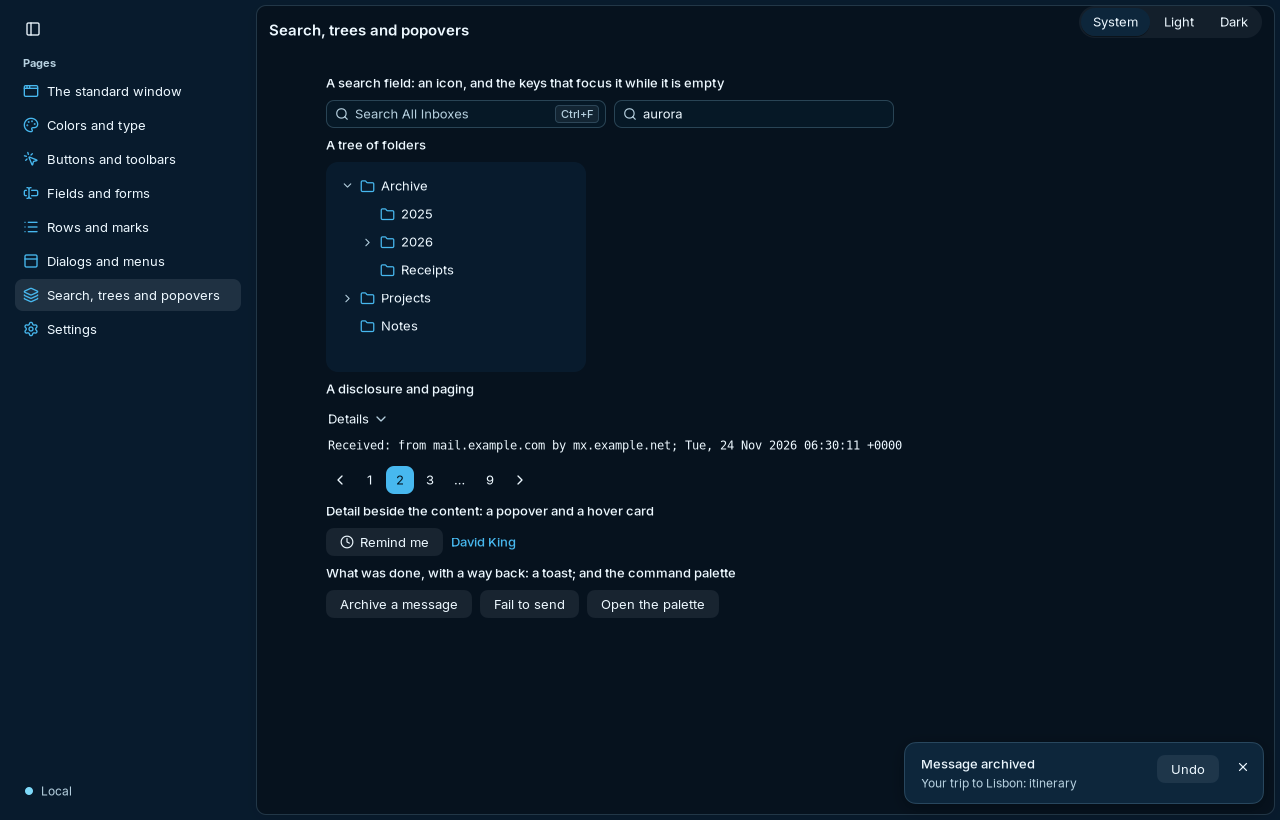 Search, trees and popovers
System Light Dark
Pages
The standard window
Colors and type
Buttons and toolbars
Fields and forms
Rows and marks
Dialogs and menus
Search, trees and popovers
Settings
Local
A search field: an icon, and the keys that focus it while it is empty
Search All Inboxes Ctrl+F aurora
A tree of folders
Archive
2025
2026
Receipts
Projects
Notes
A disclosure and paging
Details
Received: from mail.example.com by mx.example.net; Tue, 24 Nov 2026 06:30:11 +0000
1 2 3 … 9
Detail beside the content: a popover and a hover card
Remind me David King
What was done, with a way back: a toast; and the command palette
Archive a message Fail to send Open the palette
Message archived
Your trip to Lisbon: itinerary
Undo